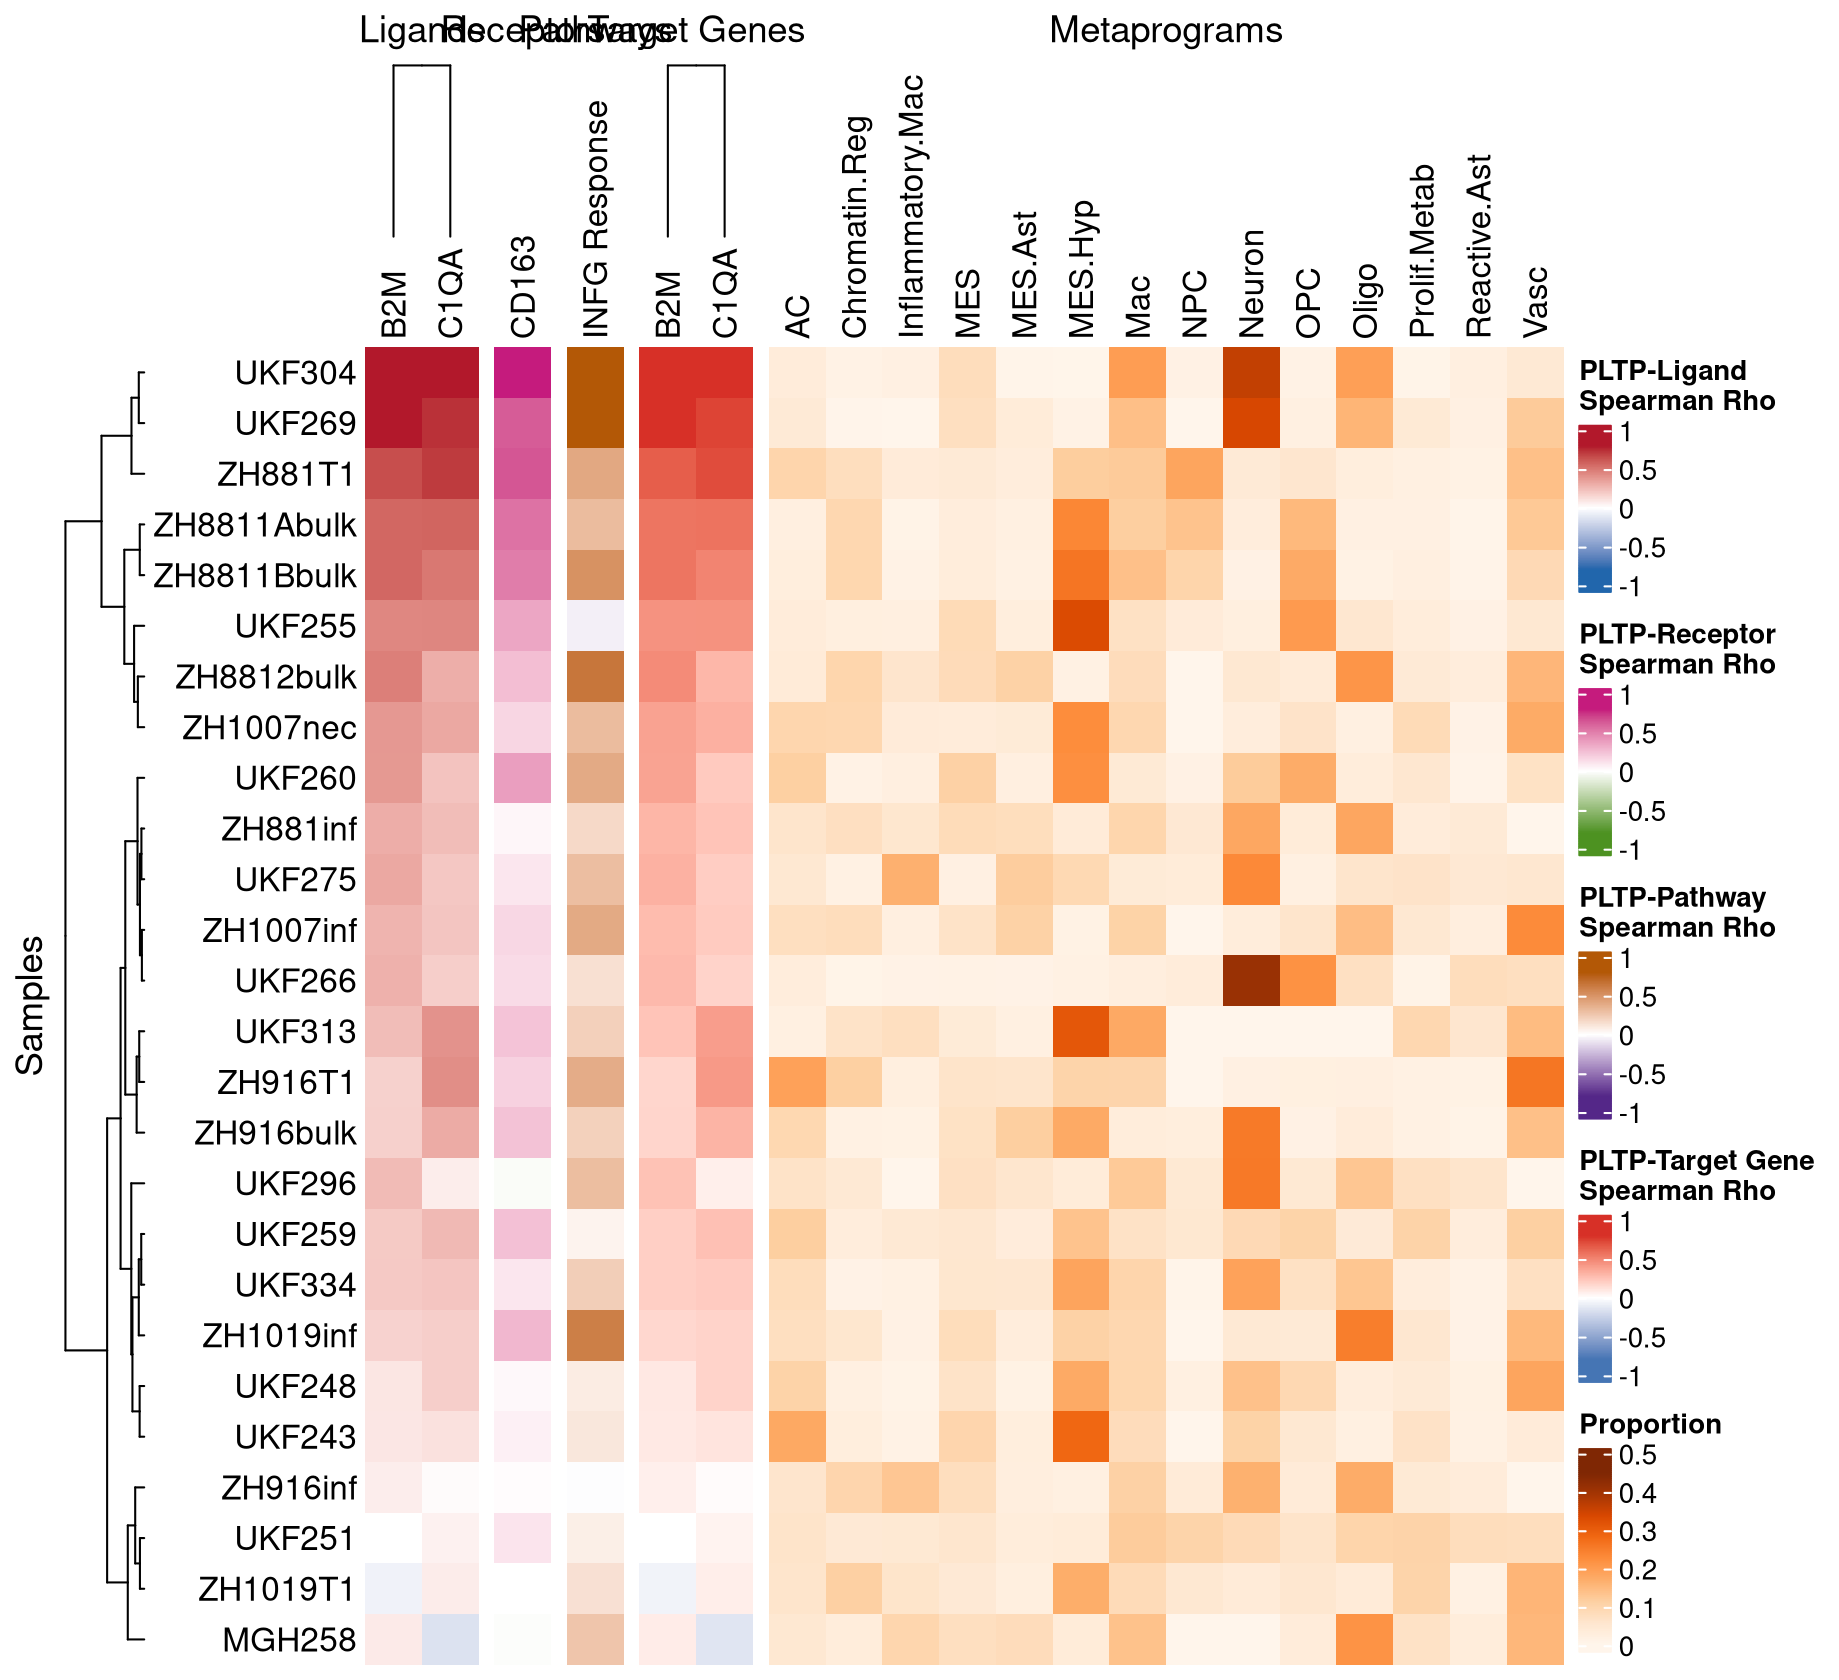 Ligands Receptors Pathways Target Genes Metaprograms
B2M C1QA CD163 INFG Response B2M C1QA AC Chromatin.Reg Inflammatory.Mac MES MES.Ast MES.Hyp Mac NPC Neuron OPC Oligo Prolif.Metab Reactive.Ast Vasc
Samples
UKF304
UKF269
ZH881T1
ZH8811Abulk
ZH8811Bbulk
UKF255
ZH8812bulk
ZH1007nec
UKF260
ZH881inf
UKF275
ZH1007inf
UKF266
UKF313
ZH916T1
ZH916bulk
UKF296
UKF259
UKF334
ZH1019inf
UKF248
UKF243
ZH916inf
UKF251
ZH1019T1
MGH258
PLTP-Ligand
Spearman Rho
1
0.5
0
-0.5
-1
PLTP-Receptor
Spearman Rho
1
0.5
0
-0.5
-1
PLTP-Pathway
Spearman Rho
1
0.5
0
-0.5
-1
PLTP-Target Gene
Spearman Rho
1
0.5
0
-0.5
-1
Proportion
0.5
0.4
0.3
0.2
0.1
0